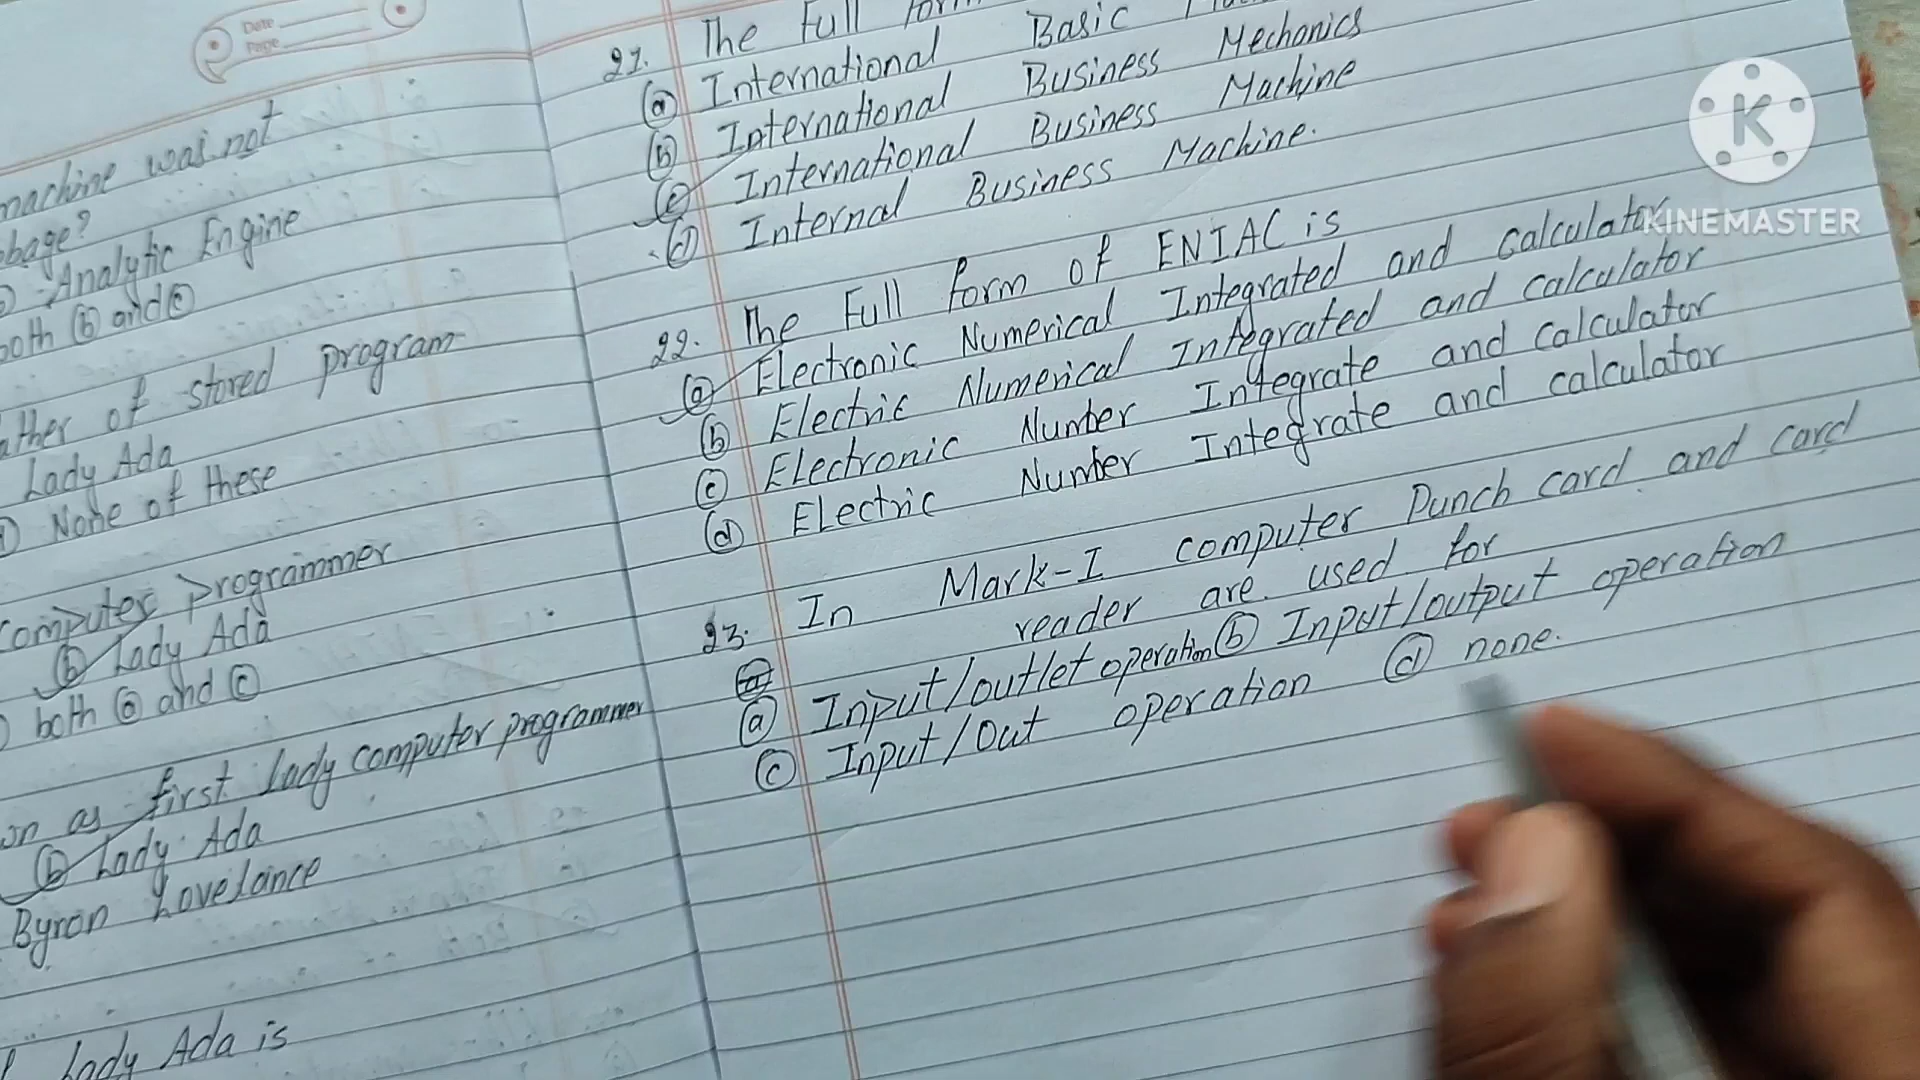 Date
Page
machine was not
bage?
Analytic Engine
both (b) and (c)
ather of stored program
Lady Ada
None of these
computer programmer
(b) Lady Ada
both (a) and (c)
as first lady computer programmer
(b) Lady Ada
Byron Lovelance
Lady Ada is
21. The Full form
(a) International Basic
(b) International Business Mechonics
(c) International Business Machine
(d) Internal Business Machine.
22. The Full form of ENIAC is
(a) Electronic Numerical Integrated and calculator
(b) Electric Numerical Integrated and calculator
(c) Electronic Number Integrate and calculator
(d) Electric Number Integrate and calculator
23. In Mark-I computer Punch card and card
reader are used for
(a) Input/outlet operation (b) Input/output operation
(c) Input/out operation (d) none.
K
KINEMASTER